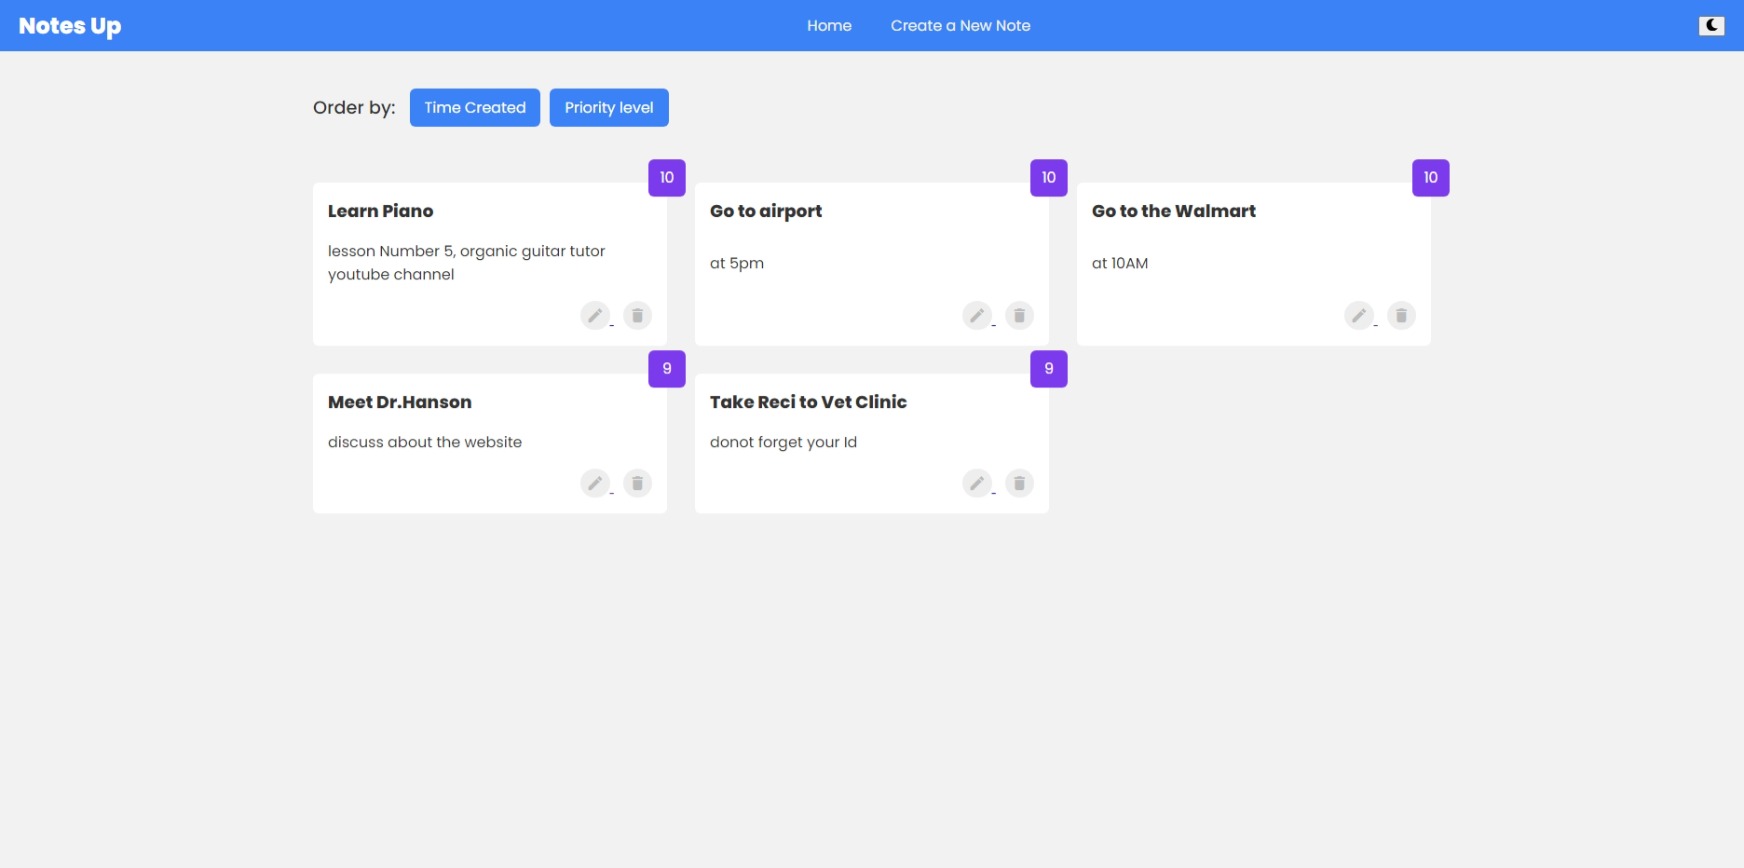 Notes Up
Home
Create a New Note
Order by:
Time Created
Priority level
10
Learn Piano
lesson Number 5, organic guitar tutor
youtube channel
10
Go to airport
at 5pm
10
Go to the Walmart
at 10AM
9
Meet Dr.Hanson
discuss about the website
9
Take Reci to Vet Clinic
donot forget your Id